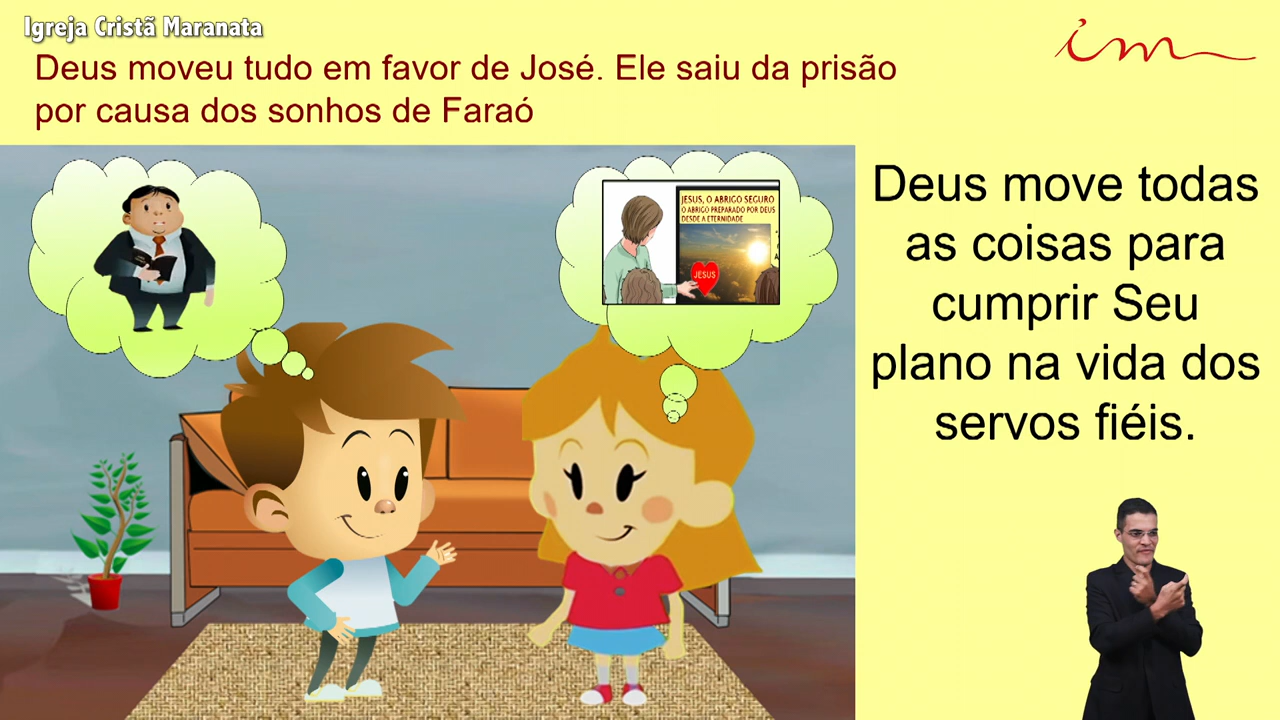 Igreja Cristã Maranata
im
Deus moveu tudo em favor de José. Ele saiu da prisão
por causa dos sonhos de Faraó
JESUS, O ABRIGO SEGURO
O ABRIGO PREPARADO POR DEUS
DESDE A ETERNIDADE
JESUS
Deus move todas
as coisas para
cumprir Seu
plano na vida dos
servos fiéis.